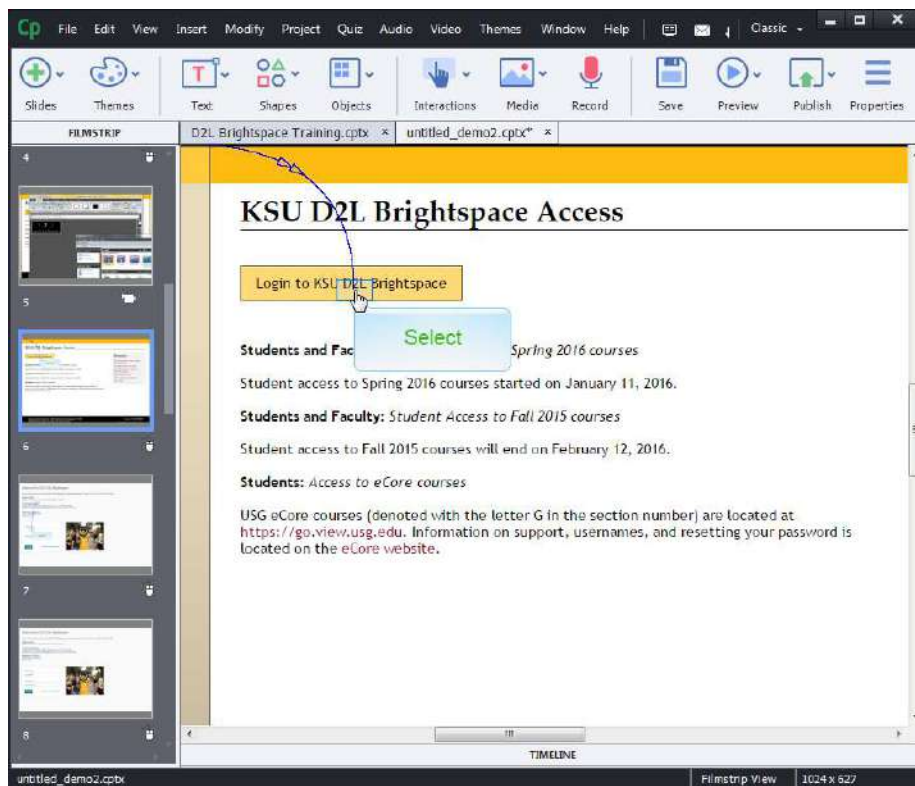 Cp File Edit View Insert Modify Project Quiz Audio Video Themes Window Help Classic
Slides Themes Text Shapes Objects Interactions Media Record Save Preview Publish Properties
FILMSTRIP D2L Brightspace Training.cptx × untitled_demo2.cptx* ×
4
5
6
7
8
KSU D2L Brightspace Access
Login to KSU D2L Brightspace
Select
Students and Fac Spring 2016 courses
Student access to Spring 2016 courses started on January 11, 2016.
Students and Faculty: Student Access to Fall 2015 courses
Student access to Fall 2015 courses will end on February 12, 2016.
Students: Access to eCore courses
USG eCore courses (denoted with the letter G in the section number) are located at
https://go.view.usg.edu. Information on support, usernames, and resetting your password is
located on the eCore website.
TIMELINE
untitled_demo2.cptx Filmstrip View 1024 x 627